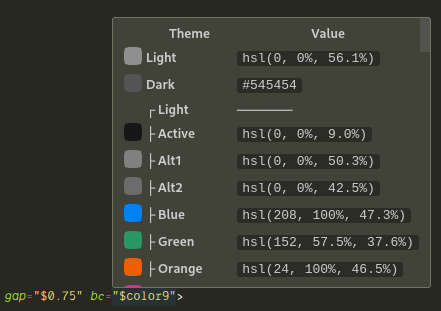 Theme Value
Light hsl(0, 0%, 56.1%)
Dark #545454
┌ Light ─────────
├ Active hsl(0, 0%, 9.0%)
├ Alt1 hsl(0, 0%, 50.3%)
├ Alt2 hsl(0, 0%, 42.5%)
├ Blue hsl(208, 100%, 47.3%)
├ Green hsl(152, 57.5%, 37.6%)
├ Orange hsl(24, 100%, 46.5%)
gap="$0.75" bc="$color9">